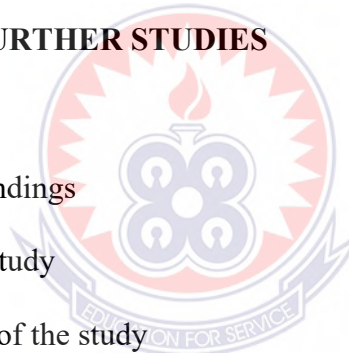 URTHER STUDIES
ndings
tudy
of the study
EDUCATION FOR SERVICE